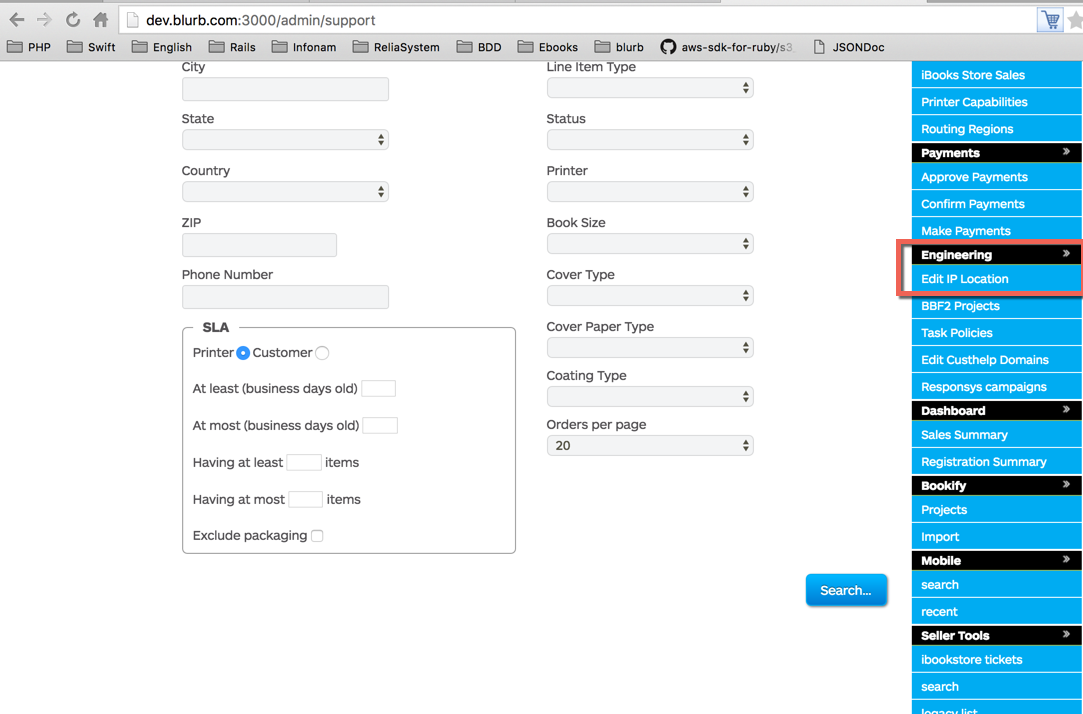 dev.blurb.com:3000/admin/support
PHP Swift English Rails Infonam ReliaSystem BDD Ebooks blurb aws-sdk-for-ruby/s3 JSONDoc
City
State
Country
ZIP
Phone Number
SLA
Printer Customer
At least (business days old)
At most (business days old)
Having at least items
Having at most items
Exclude packaging
Line Item Type
Status
Printer
Book Size
Cover Type
Cover Paper Type
Coating Type
Orders per page
20
Search...
iBooks Store Sales
Printer Capabilities
Routing Regions
Payments »
Approve Payments
Confirm Payments
Make Payments
Engineering »
Edit IP Location
BBF2 Projects
Task Policies
Edit Custhelp Domains
Responsys campaigns
Dashboard »
Sales Summary
Registration Summary
Bookify »
Projects
Import
Mobile »
search
recent
Seller Tools »
ibookstore tickets
search
legacy list